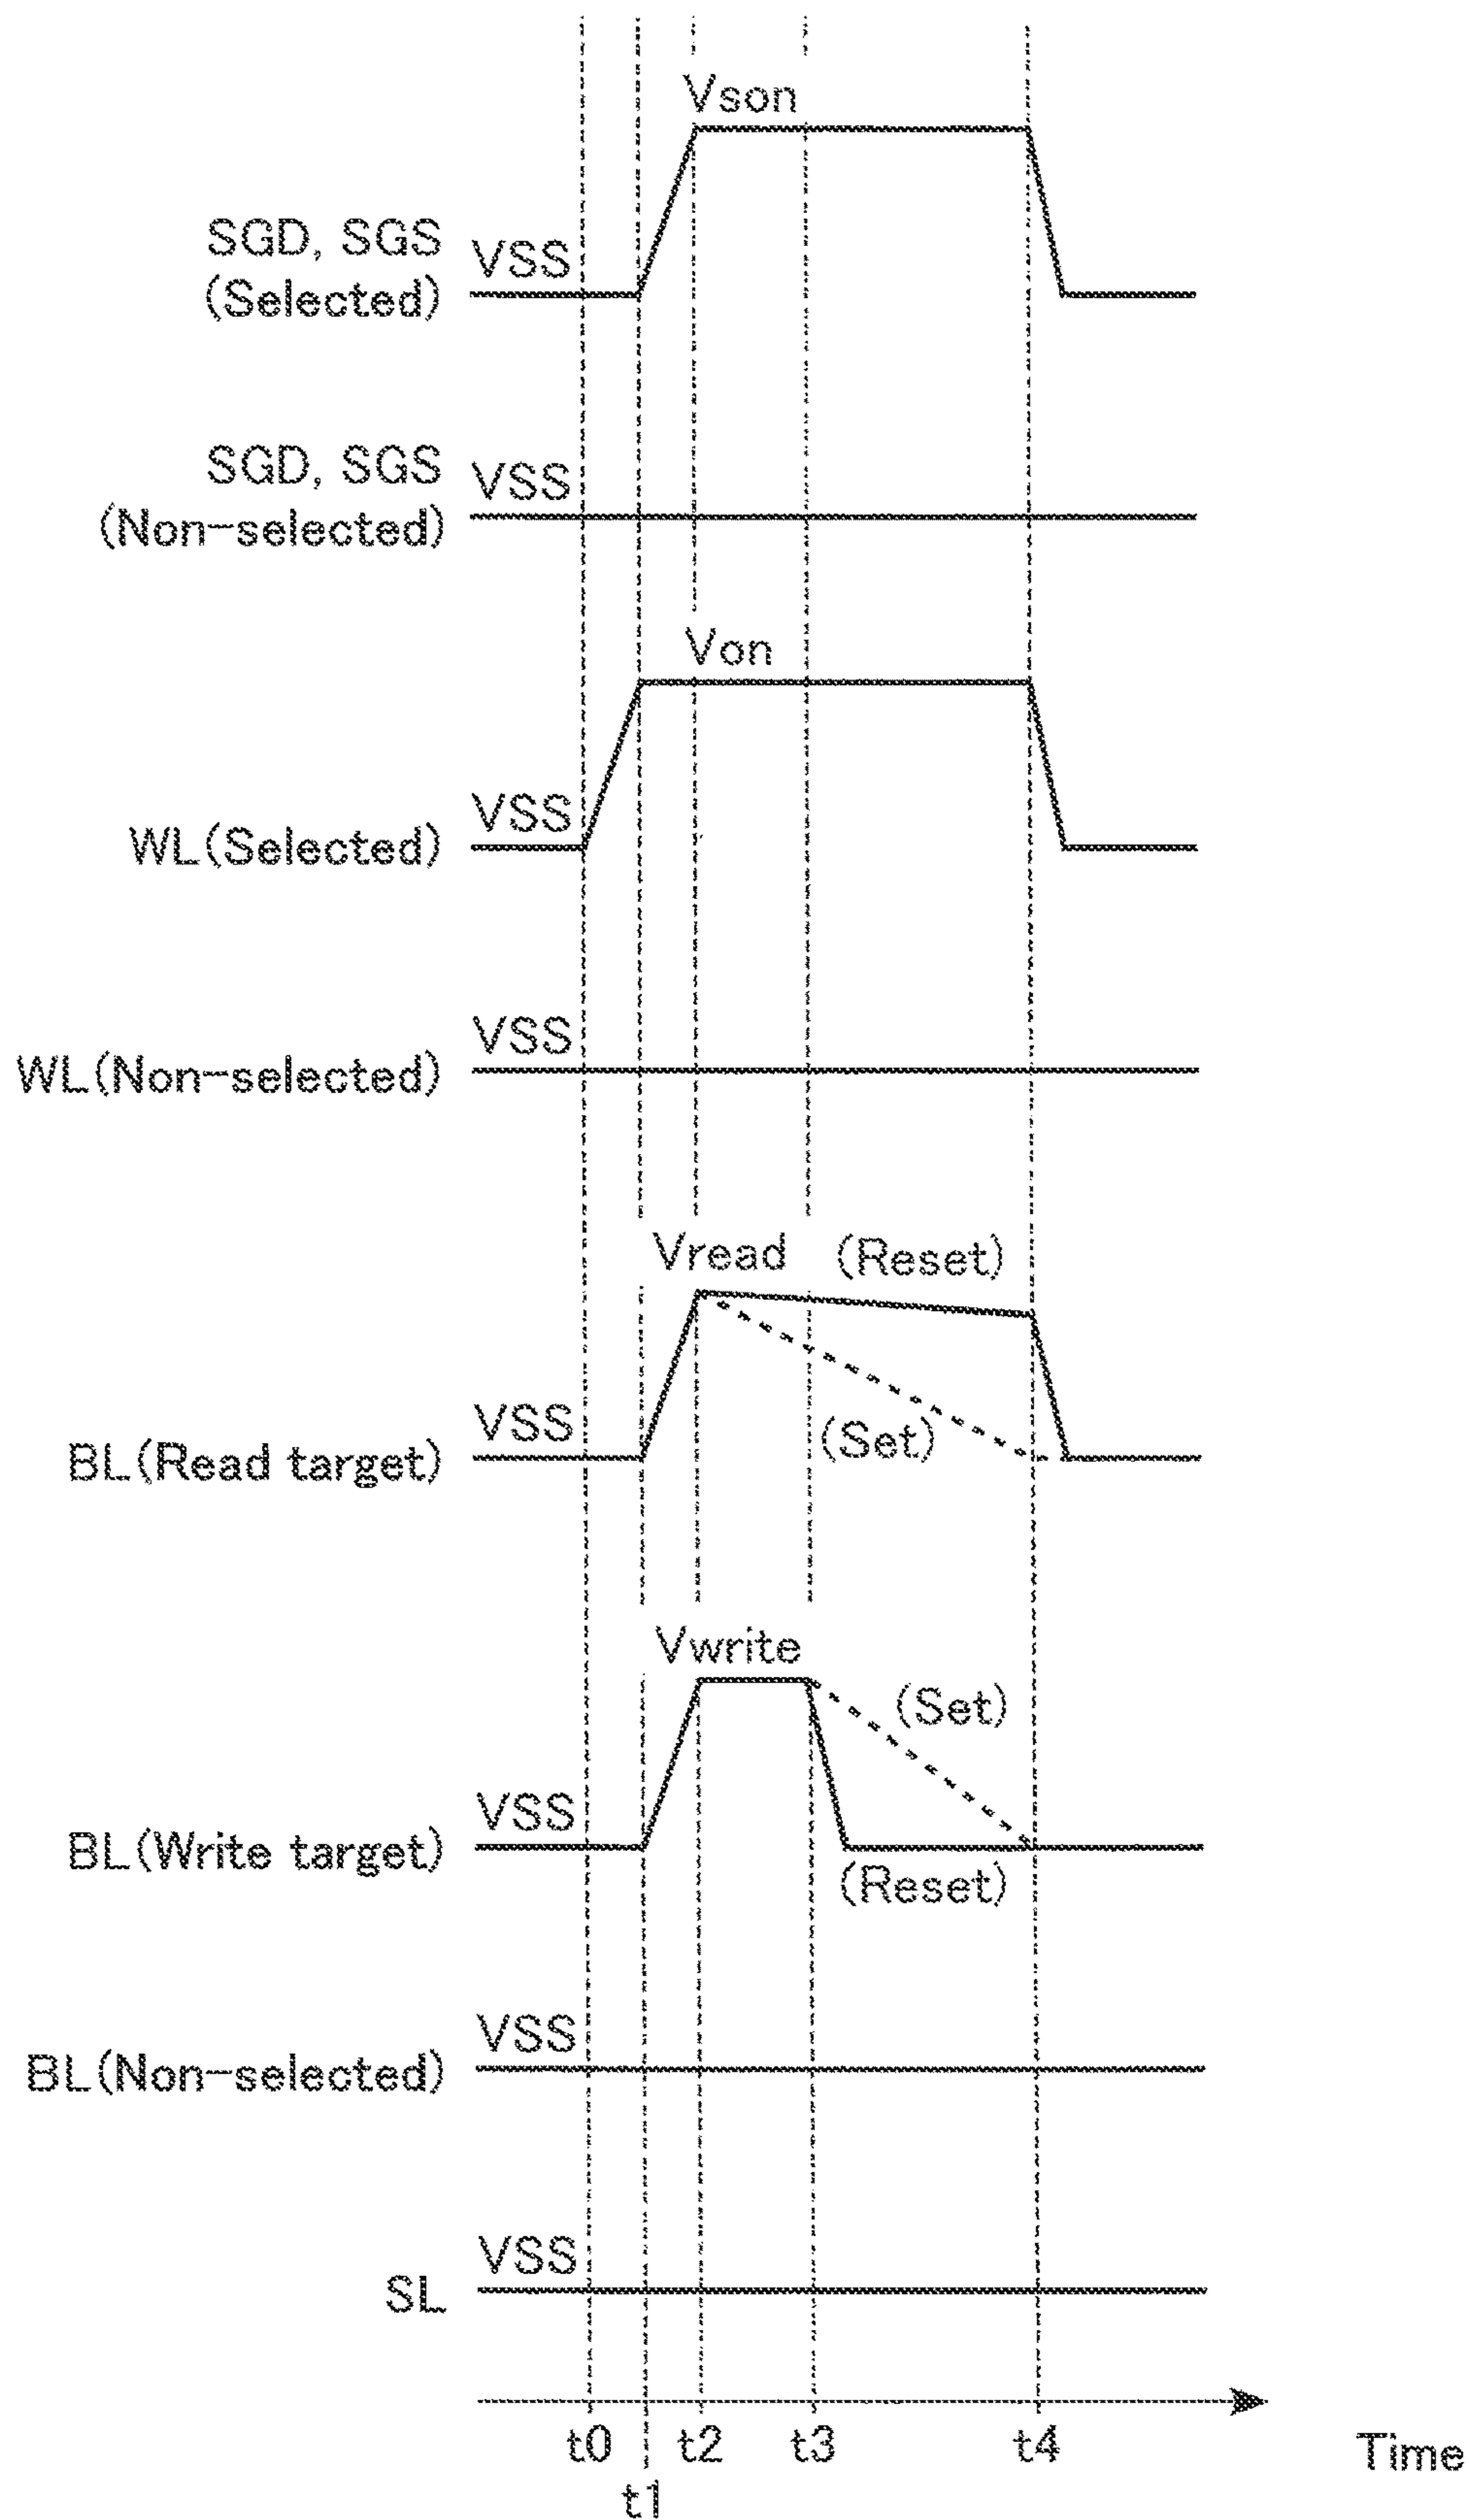 Vson
SGD, SGS
(Selected)
VSS
SGD, SGS
(Non-selected)
VSS
Von
VSS
WL(Selected)
VSS
WL(Non-selected)
Vread
(Reset)
VSS
(Set)
BL(Read target)
Vwrite
(Set)
VSS
BL(Write target)
(Reset)
VSS
BL(Non-selected)
VSS
SL
t0
t2
t3
t4
Time
t1